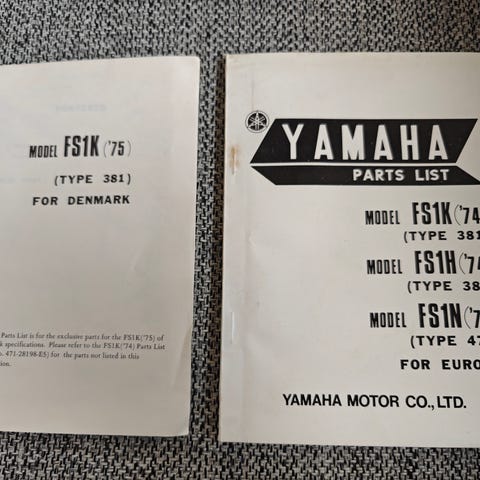 MODEL FS1K ('75)
(TYPE 381)
FOR DENMARK
Parts List is for the exclusive parts for the FS1K('75) of
specifications. Please refer to the FS1K('74) Parts List
471-28198-E5) for the parts not listed in this
YAMAHA
PARTS LIST
MODEL FS1K ('74
(TYPE 381
MODEL FS1H ('74
(TYPE 38
MODEL FS1N ('7
(TYPE 47
FOR EURO
YAMAHA MOTOR CO., LTD.